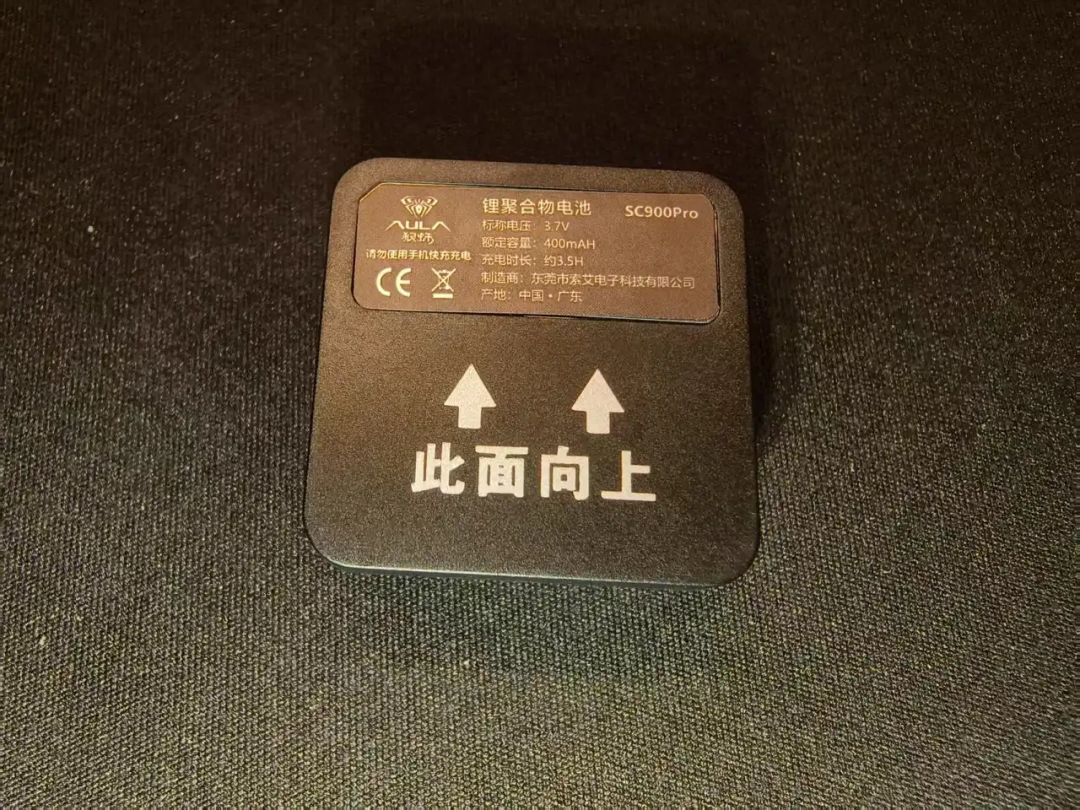 AULA
狼蛛
请勿使用手机快充充电
CE
锂聚合物电池
SC900Pro
标称电压：3.7V
额定容量：400mAH
充电时长：约3.5H
制造商：东莞市索艾电子科技有限公司
产地：中国·广东
此面向上